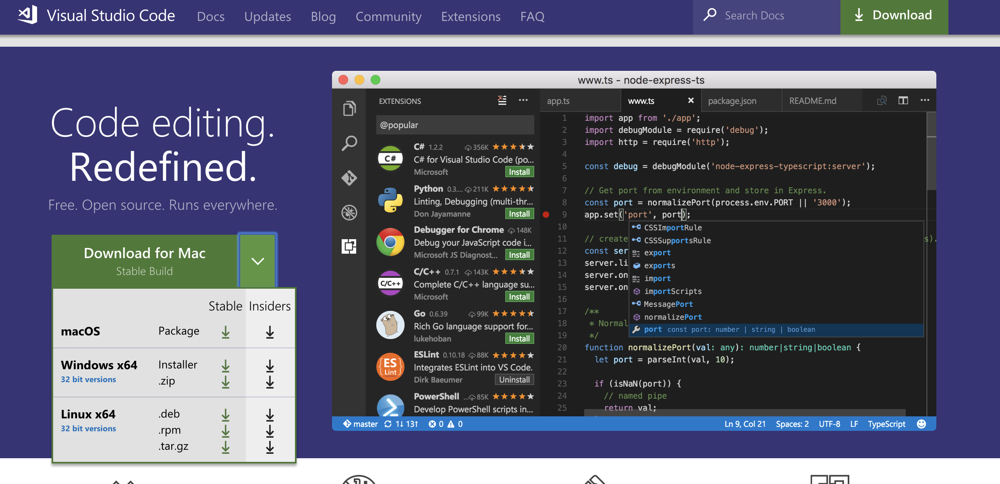 Visual Studio Code Docs Updates Blog Community Extensions FAQ Search Docs Download
Code editing.
Redefined.
Free. Open source. Runs everywhere.
Download for Mac
Stable Build
Stable Insiders
macOS Package
Windows x64 Installer
32 bit versions .zip
Linux x64 .deb
32 bit versions .rpm
.tar.gz
www.ts - node-express-ts
EXTENSIONS
@popular
C# 1.2.2 356K
C# for Visual Studio Code (po...
Microsoft Install
C#
Python 0.3.... 211K
Linting, Debugging (multi-thr...
Don Jayamanne Install
Debugger for Chrome 148K
Debug your JavaScript code i...
Microsoft JS Diagnost... Install
C/C++ 0.7.1 143K
Complete C/C++ language su...
Microsoft Install
C/C++
Go 0.6.39 99K
Rich Go language support for...
lukehoban Install
ESLint 0.10.18 88K
Integrates ESLint into VS Code.
Dirk Baeumer Uninstall
{ES}
Lint
PowerShell ... 85K
Develop PowerShell scripts in...
app.ts www.ts package.json README.md
1 import app from './app';
2 import debugModule = require('debug');
3 import http = require('http');
4
5 const debug = debugModule('node-express-typescript:server');
6
7 // Get port from environment and store in Express.
8 const port = normalizePort(process.env.PORT || '3000');
9 app.set('port', port);
10
11 // create s).
12 const ser
13 server.li
14 server.on
15 server.on
16
17 /**
18 * Normal
19 */
20 function normalizePort(val: any): number|string|boolean {
21 let port = parseInt(val, 10);
22
23 if (isNaN(port)) {
24 // named pipe
25 return val;
CSSImportRule
CSSSupportsRule
export
exports
import
importScripts
MessagePort
normalizePort
port const port: number | string | boolean
master 1↓ 13↑ 0 0 Ln 9, Col 21 Spaces: 2 UTF-8 LF TypeScript